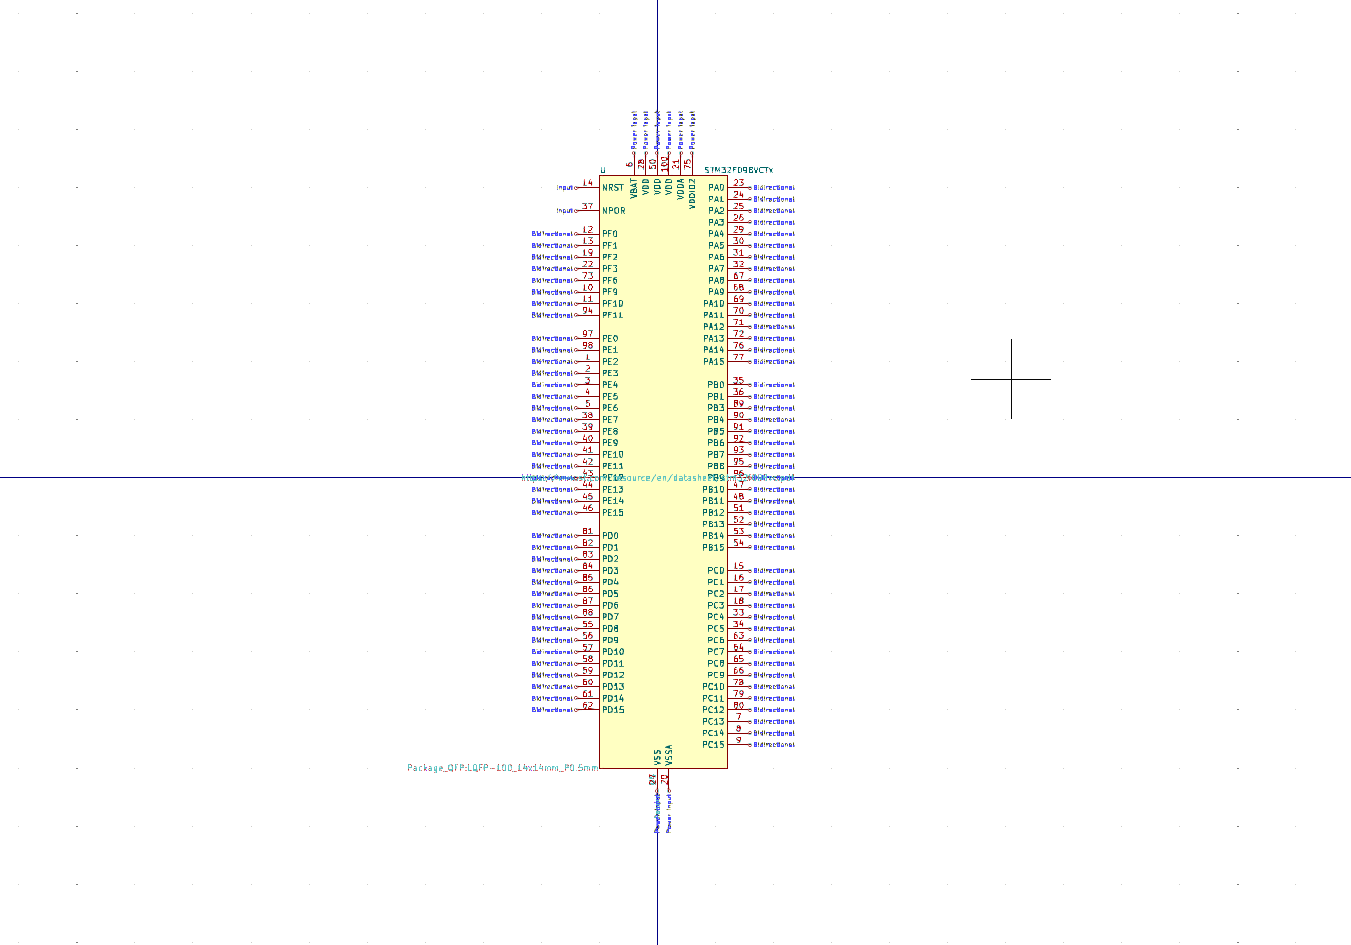 Power Input Power Input Power Input Power Input Power Input Power Input
6 28 50 100 21 75
U STM32F098VCTx
VBAT VDD VDD VDD VDDA VDDIO2
Input 14 NRST PA0 23 Bidirectional
PA1 24 Bidirectional
Input 37 NPOR PA2 25 Bidirectional
PA3 26 Bidirectional
Bidirectional 12 PF0 PA4 29 Bidirectional
Bidirectional 13 PF1 PA5 30 Bidirectional
Bidirectional 19 PF2 PA6 31 Bidirectional
Bidirectional 22 PF3 PA7 32 Bidirectional
Bidirectional 73 PF6 PA8 67 Bidirectional
Bidirectional 10 PF9 PA9 68 Bidirectional
Bidirectional 11 PF10 PA10 69 Bidirectional
Bidirectional 94 PF11 PA11 70 Bidirectional
PA12 71 Bidirectional
Bidirectional 97 PE0 PA13 72 Bidirectional
Bidirectional 98 PE1 PA14 76 Bidirectional
Bidirectional 1 PE2 PA15 77 Bidirectional
Bidirectional 2 PE3
Bidirectional 3 PE4 PB0 35 Bidirectional
Bidirectional 4 PE5 PB1 36 Bidirectional
Bidirectional 5 PE6 PB3 89 Bidirectional
Bidirectional 38 PE7 PB4 90 Bidirectional
Bidirectional 39 PE8 PB5 91 Bidirectional
Bidirectional 40 PE9 PB6 92 Bidirectional
Bidirectional 41 PE10 PB7 93 Bidirectional
Bidirectional 42 PE11 PB8 95 Bidirectional
43 PE12 PB9 96
Bidirectional 44 PE13 PB10 47 Bidirectional
Bidirectional 45 PE14 PB11 48 Bidirectional
Bidirectional 46 PE15 PB12 51 Bidirectional
PB13 52 Bidirectional
Bidirectional 81 PD0 PB14 53 Bidirectional
Bidirectional 82 PD1 PB15 54 Bidirectional
Bidirectional 83 PD2
Bidirectional 84 PD3 PC0 15 Bidirectional
Bidirectional 85 PD4 PC1 16 Bidirectional
Bidirectional 86 PD5 PC2 17 Bidirectional
Bidirectional 87 PD6 PC3 18 Bidirectional
Bidirectional 88 PD7 PC4 33 Bidirectional
Bidirectional 55 PD8 PC5 34 Bidirectional
Bidirectional 56 PD9 PC6 63 Bidirectional
Bidirectional 57 PD10 PC7 64 Bidirectional
Bidirectional 58 PD11 PC8 65 Bidirectional
Bidirectional 59 PD12 PC9 66 Bidirectional
Bidirectional 60 PD13 PC10 78 Bidirectional
Bidirectional 61 PD14 PC11 79 Bidirectional
Bidirectional 62 PD15 PC12 80 Bidirectional
PC13 7 Bidirectional
PC14 8 Bidirectional
PC15 9 Bidirectional
VSS VSSA
Package_QFP:LQFP-100_14x14mm_P0.5mm
20
Power Input